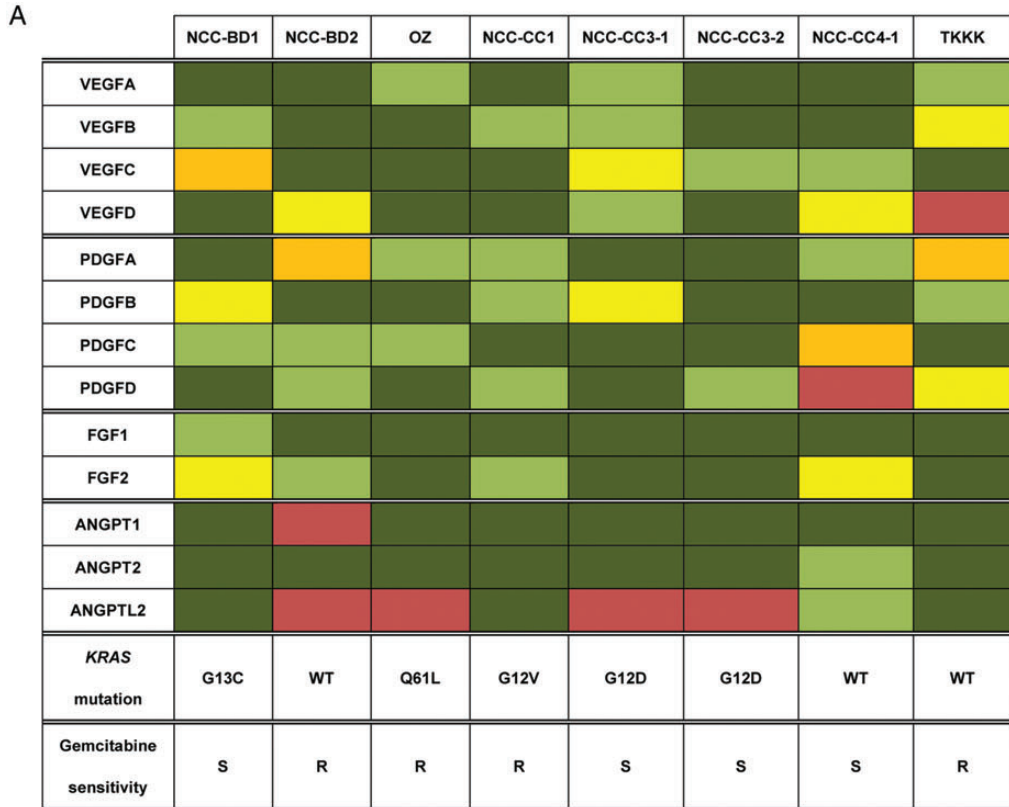 A
NCC-BD1 NCC-BD2 OZ NCC-CC1 NCC-CC3-1 NCC-CC3-2 NCC-CC4-1 TKKK
VEGFA
VEGFB
VEGFC
VEGFD
PDGFA
PDGFB
PDGFC
PDGFD
FGF1
FGF2
ANGPT1
ANGPT2
ANGPTL2
KRAS
mutation
G13C WT Q61L G12V G12D G12D WT WT
Gemcitabine
sensitivity
S R R R S S S R